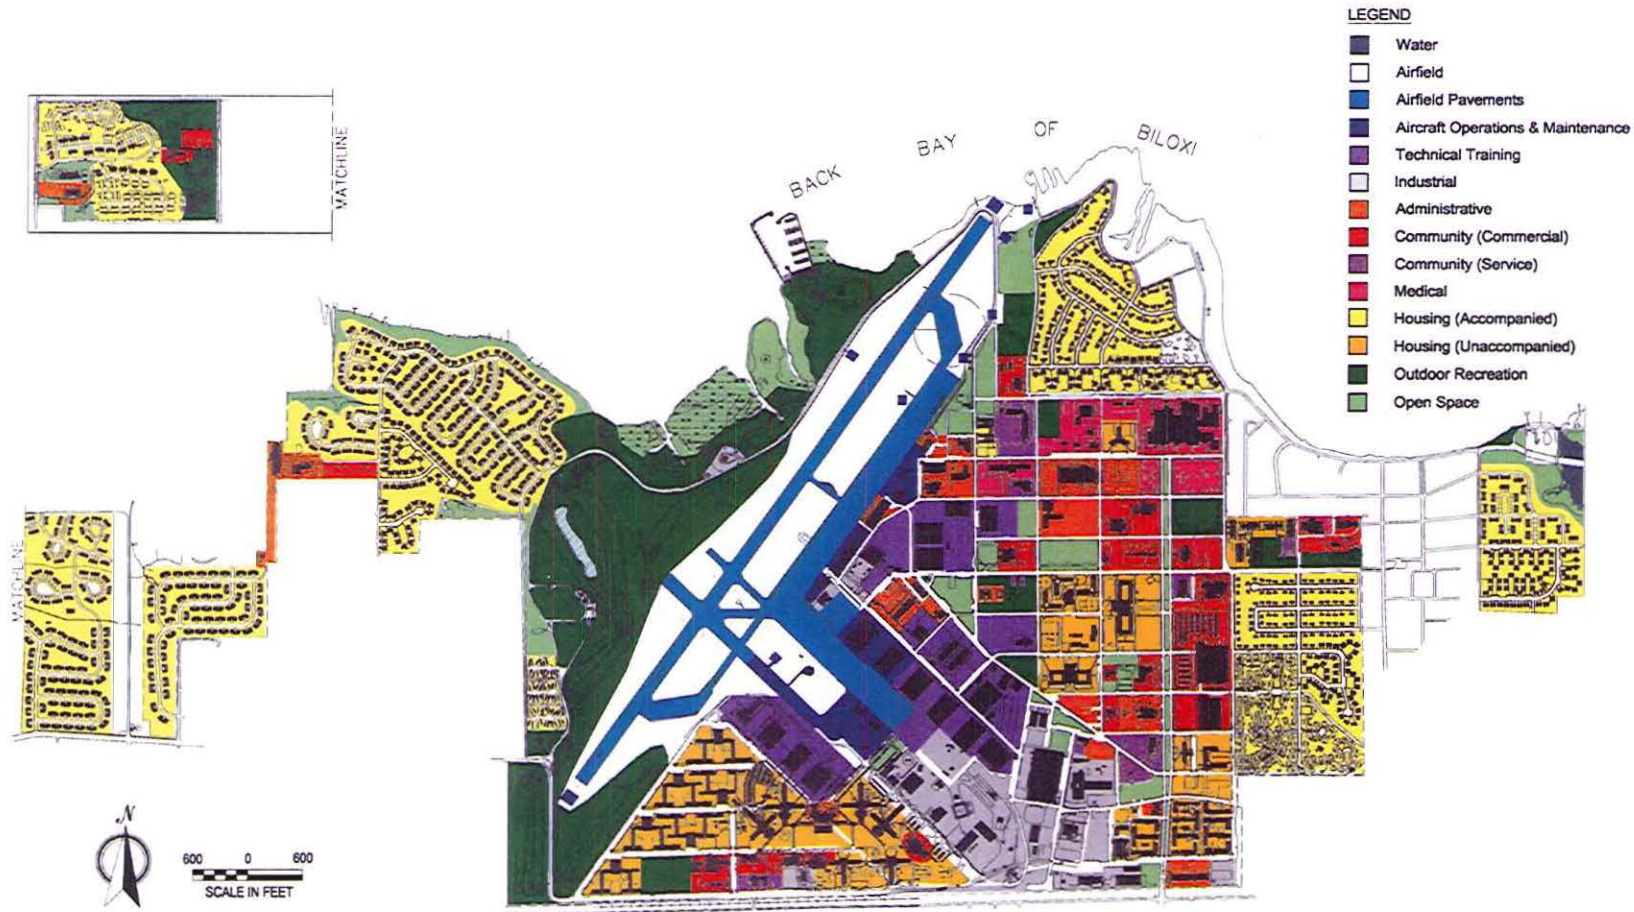 LEGEND
Water
Airfield
Airfield Pavements
Aircraft Operations & Maintenance
Technical Training
Industrial
Administrative
Community (Commercial)
Community (Service)
Medical
Housing (Accompanied)
Housing (Unaccompanied)
Outdoor Recreation
Open Space
BACK BAY OF BILOXI
MATCHLINE
MATCHLINE
N
600 0 600
SCALE IN FEET